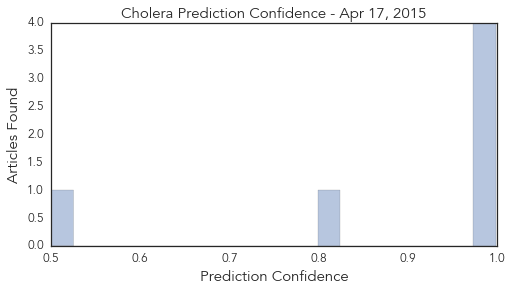 Cholera Prediction Confidence - Apr 17, 2015
4.0
3.5
3.0
2.5
2.0
1.5
1.0
0.5
0.0
Articles Found
0.5 0.6 0.7 0.8 0.9 1.0
Prediction Confidence